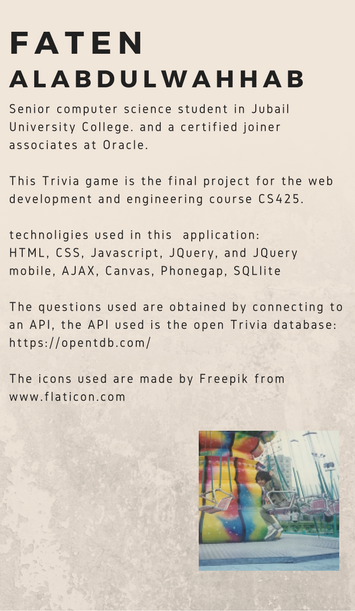 FATEN
ALABDULWAHHAB
Senior computer science student in Jubail
University College. and a certified joiner
associates at Oracle.
This Trivia game is the final project for the web
development and engineering course CS425.
technoligies used in this  application:
HTML, CSS, Javascript, JQuery, and JQuery
mobile, AJAX, Canvas, Phonegap, SQLlite
The questions used are obtained by connecting to
an API, the API used is the open Trivia database:
https://opentdb.com/
The icons used are made by Freepik from
www.flaticon.com